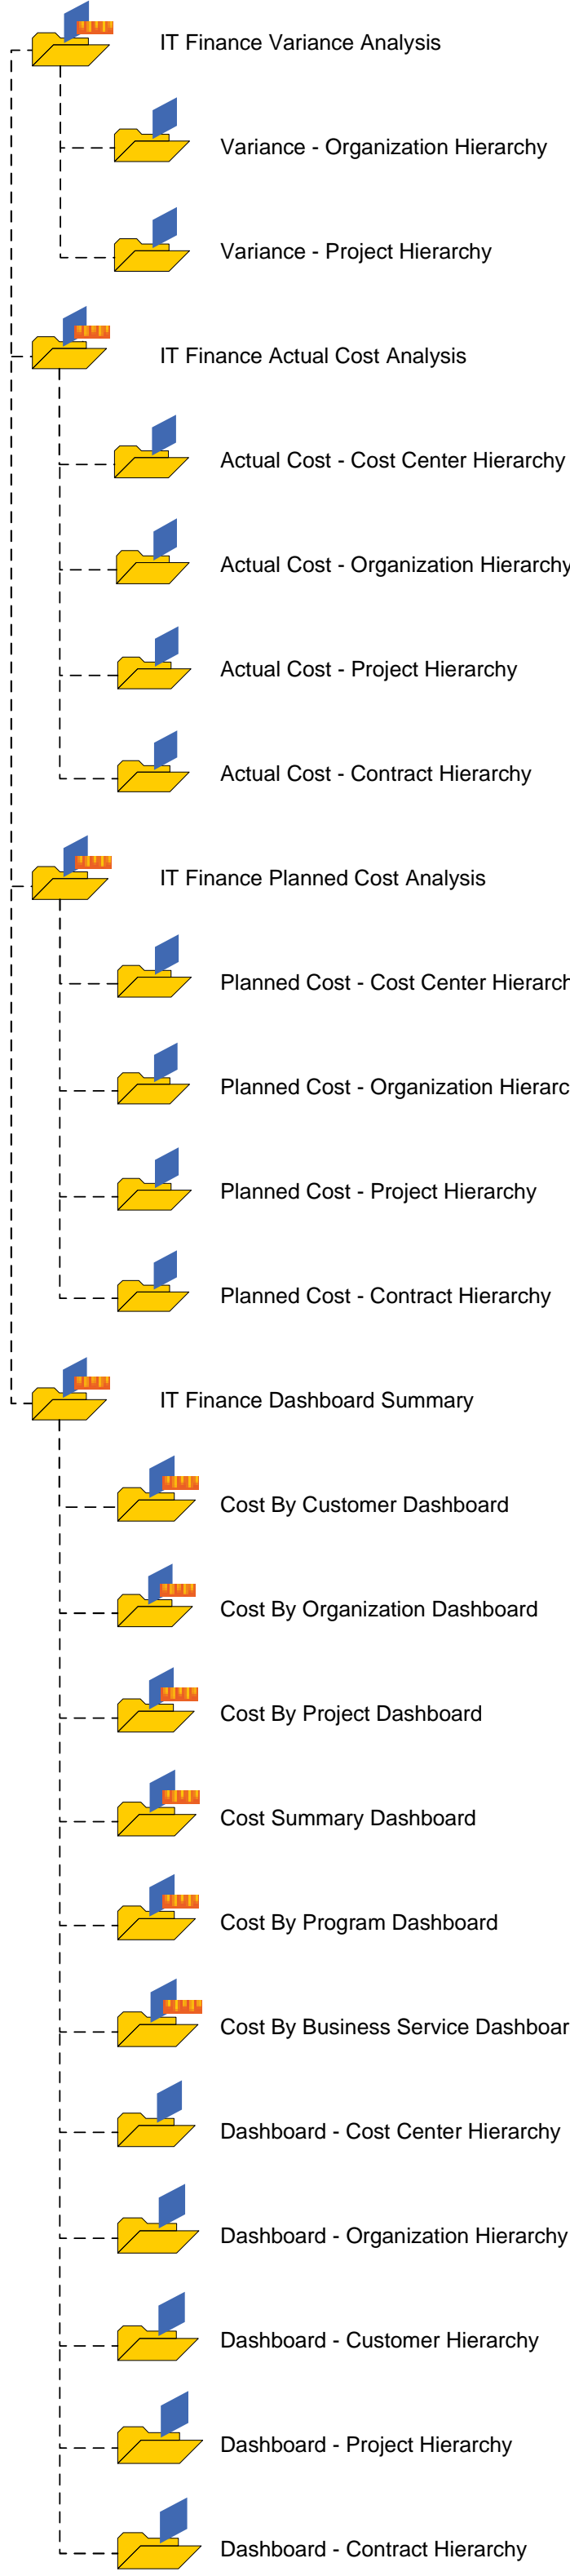 IT Finance Variance Analysis
Variance - Organization Hierarchy
Variance - Project Hierarchy
IT Finance Actual Cost Analysis
Actual Cost - Cost Center Hierarchy
Actual Cost - Organization Hierarchy
Actual Cost - Project Hierarchy
Actual Cost - Contract Hierarchy
IT Finance Planned Cost Analysis
Planned Cost - Cost Center Hierarch
Planned Cost - Organization Hierarc
Planned Cost - Project Hierarchy
Planned Cost - Contract Hierarchy
IT Finance Dashboard Summary
Cost By Customer Dashboard
Cost By Organization Dashboard
Cost By Project Dashboard
Cost Summary Dashboard
Cost By Program Dashboard
Cost By Business Service Dashboar
Dashboard - Cost Center Hierarchy
Dashboard - Organization Hierarchy
Dashboard - Customer Hierarchy
Dashboard - Project Hierarchy
Dashboard - Contract Hierarchy